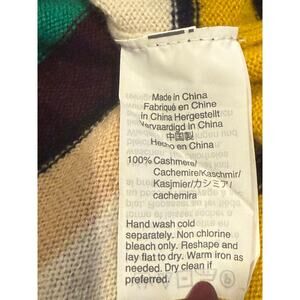 Made in China
Fabriqué en Chine
in China Hergestellt
Vervaardigd in China
中国製
Hecho en China
100% Cashmere/
Cachemire/Kaschmir/
Kasjmier/カシミア/
cachemira
Hand wash cold
separately. Non chlorine
bleach only. Reshape and
lay flat to dry. Warm iron as
needed. Dry clean if
preferred.